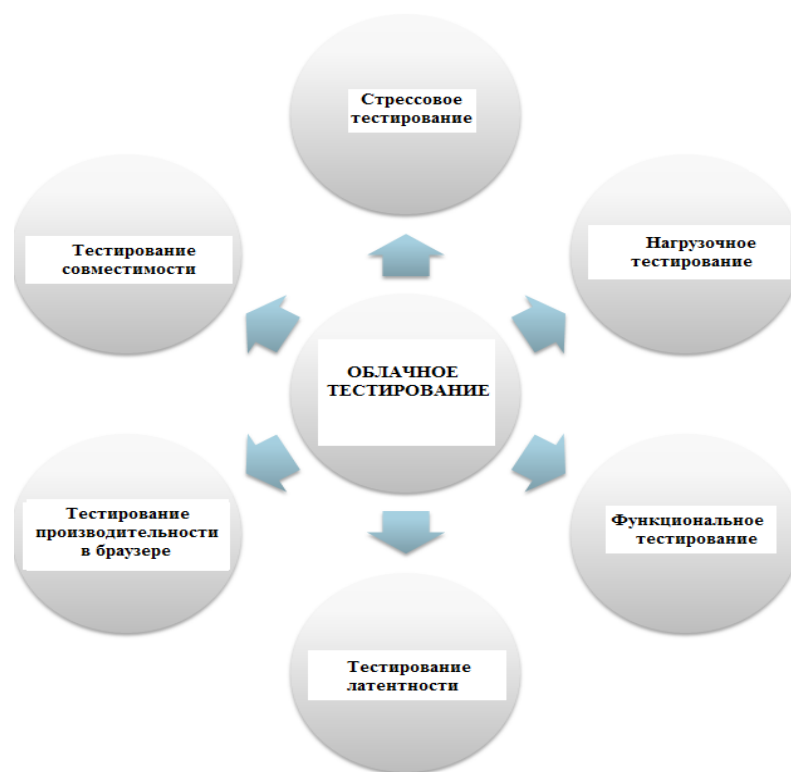 Стрессовое
тестирование
Тестирование
совместимости
Нагрузочное
тестирование
ОБЛАЧНОЕ
ТЕСТИРОВАНИЕ
Тестирование
производительности
в браузере
Функциональное
тестирование
Тестирование
латентности